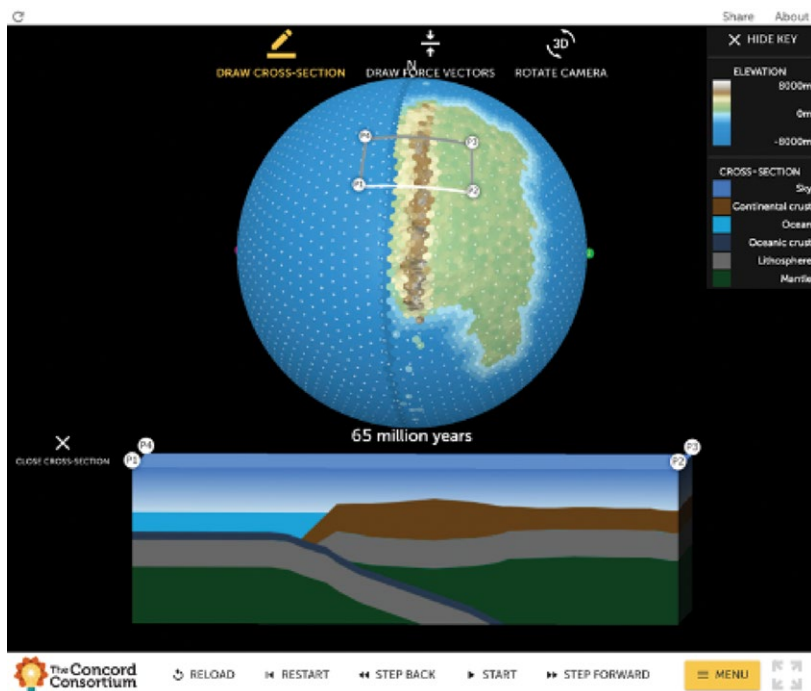 Share About
HIDE KEY
DRAW CROSS-SECTION DRAW FORCE VECTORS 3D ROTATE CAMERA
N
ELEVATION
8000m
0m
-8000m
P4 P3
P1 P2
CROSS-SECTION
Sky
Continental crust
Ocean
Oceanic crust
Lithosphere
Mantle
65 million years
CLOSE CROSS-SECTION
P4 P3
P1 P2
The Concord
Consortium
RELOAD RESTART STEP BACK START STEP FORWARD MENU